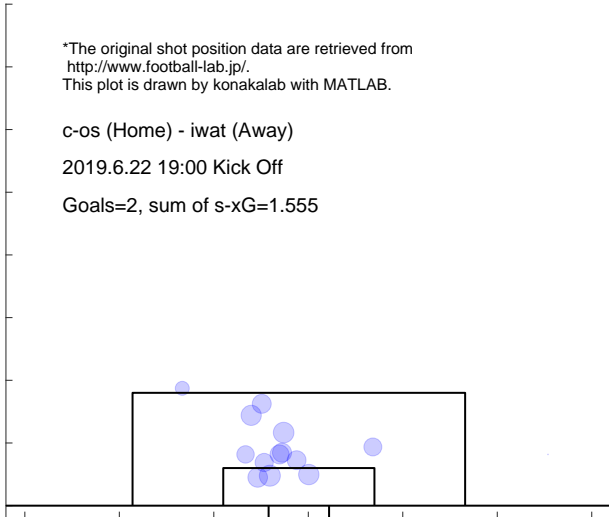 *The original shot position data are retrieved from
http://www.football-lab.jp/.
This plot is drawn by konakalab with MATLAB.
c-os (Home) - iwat (Away)
2019.6.22 19:00 Kick Off
Goals=2, sum of s-xG=1.555